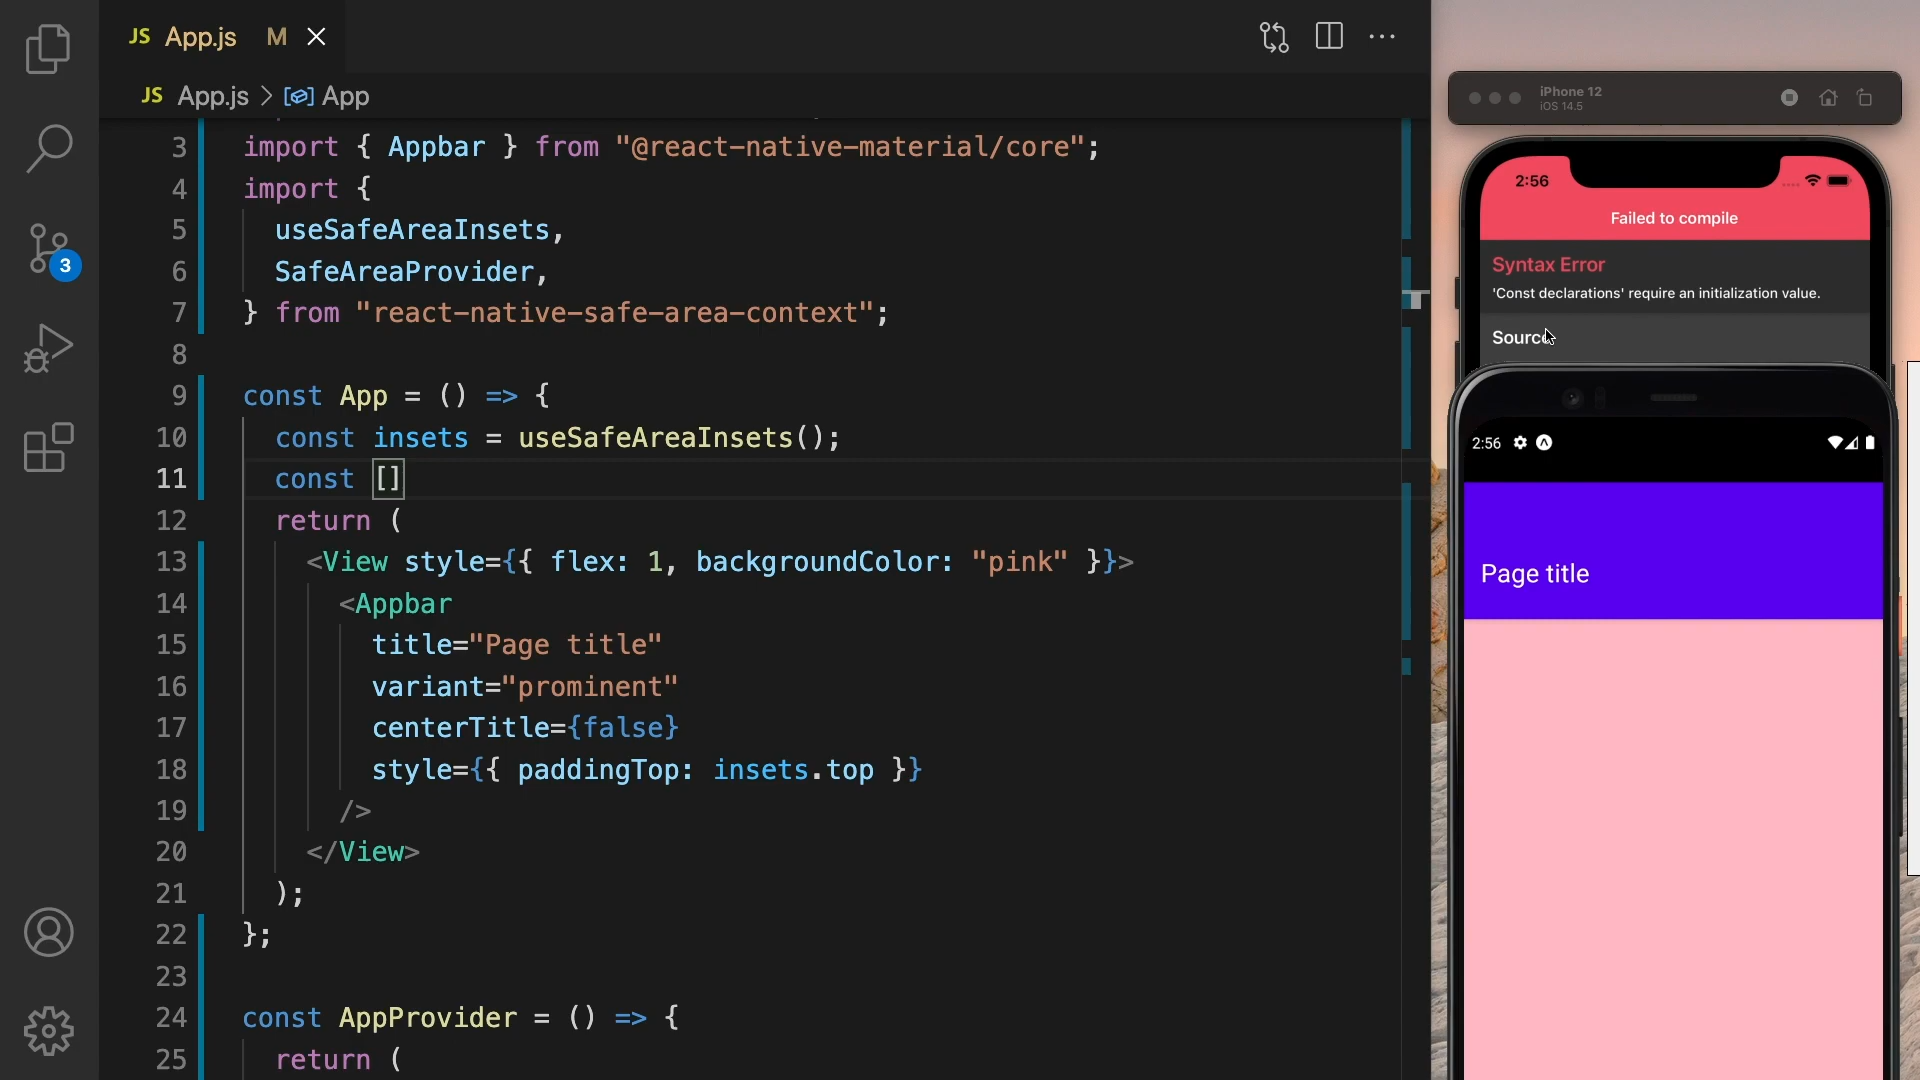 JS App.js M
JS App.js > App
3 import { Appbar } from "@react-native-material/core";
4 import {
5 useSafeAreaInsets,
6 SafeAreaProvider,
7 } from "react-native-safe-area-context";
8
9 const App = () => {
10 const insets = useSafeAreaInsets();
11 const []
12 return (
13 <View style={{ flex: 1, backgroundColor: "pink" }}>
14 <Appbar
15 title="Page title"
16 variant="prominent"
17 centerTitle={false}
18 style={{ paddingTop: insets.top }}
19 />
20 </View>
21 );
22 };
23
24 const AppProvider = () => {
25 return (
3
iPhone 12
iOS 14.5
2:56
Failed to compile
Syntax Error
'Const declarations' require an initialization value.
Source
2:56
Page title